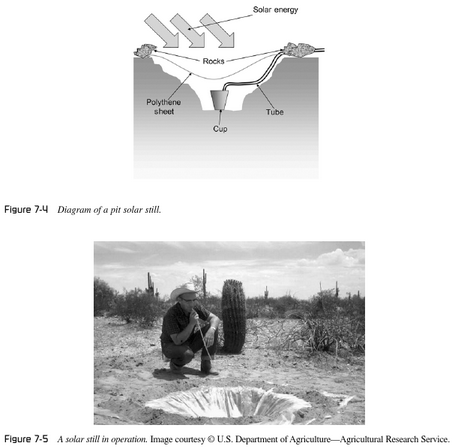 Solar energy
Rocks
Polythene
sheet
Tube
Cup
Figure 7-4 Diagram of a pit solar still.
Figure 7-5 A solar still in operation. Image courtesy © U.S. Department of Agriculture—Agricultural Research Service.